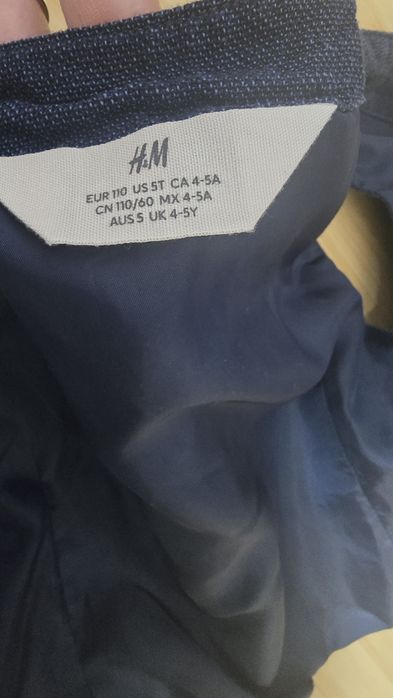 H&M
EUR 110 US 5T CA 4-5A
CN 110/60 MX 4-5A
AUS 5 UK 4-5Y